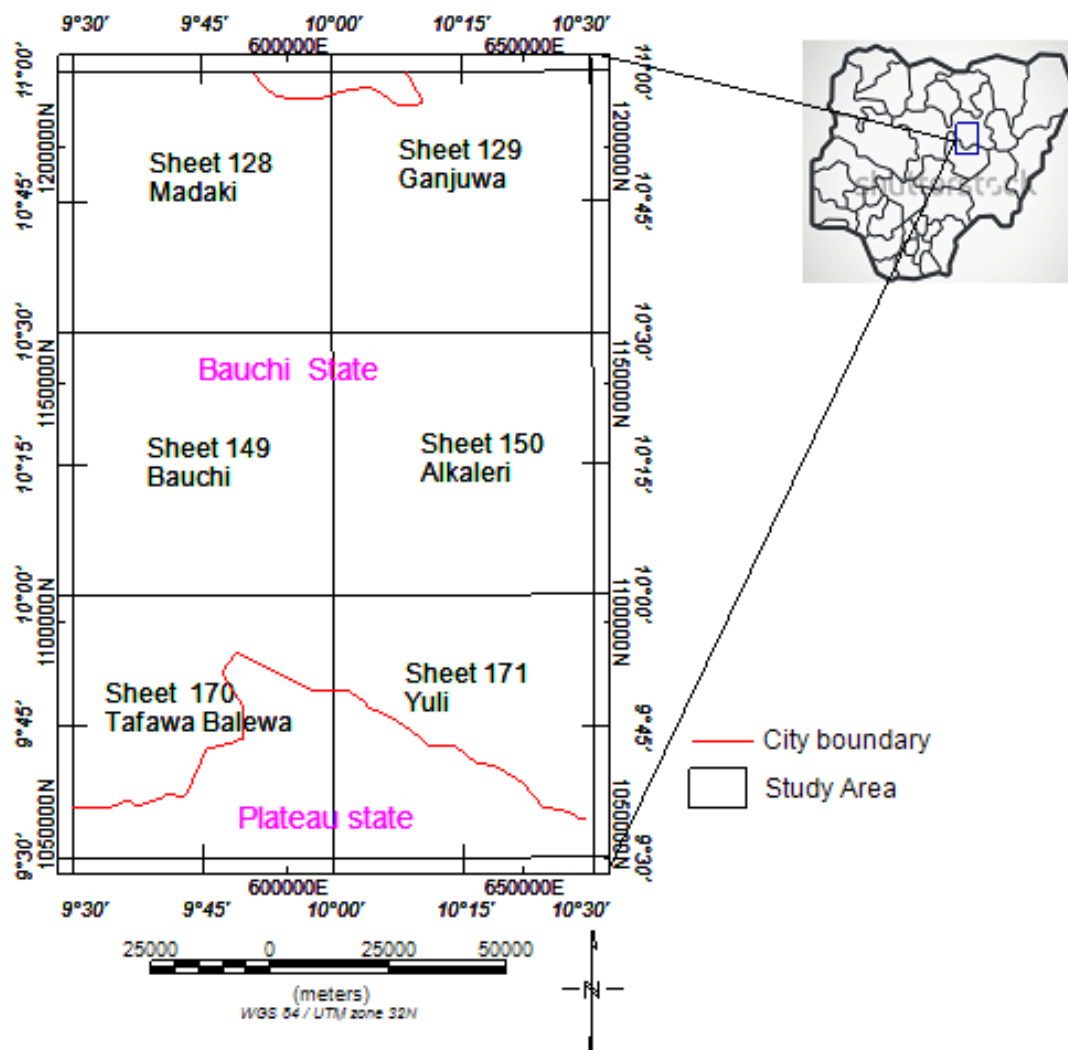 9°30' 9°45' 10°00' 10°15' 10°30'
600000E 650000E
11°00' 11°00'
1200000N 1200000N
Sheet 128
Madaki
Sheet 129
Ganjuwa
shutterstock
10°45' 10°45'
10°30' 10°30'
Bauchi State
1150000N 1150000N
Sheet 149
Bauchi
Sheet 150
Alkaleri
10°15' 10°15'
10°00' 10°00'
1100000N 1100000N
Sheet 170
Tafawa Balewa
Sheet 171
Yuli
9°45' 9°45'
City boundary
Study Area
Plateau state
1050000N 1050000N
9°30' 9°30'
600000E 650000E
9°30' 9°45' 10°00' 10°15' 10°30'
25000 0 25000 50000
(meters)
WGS 84 / UTM zone 32N
N